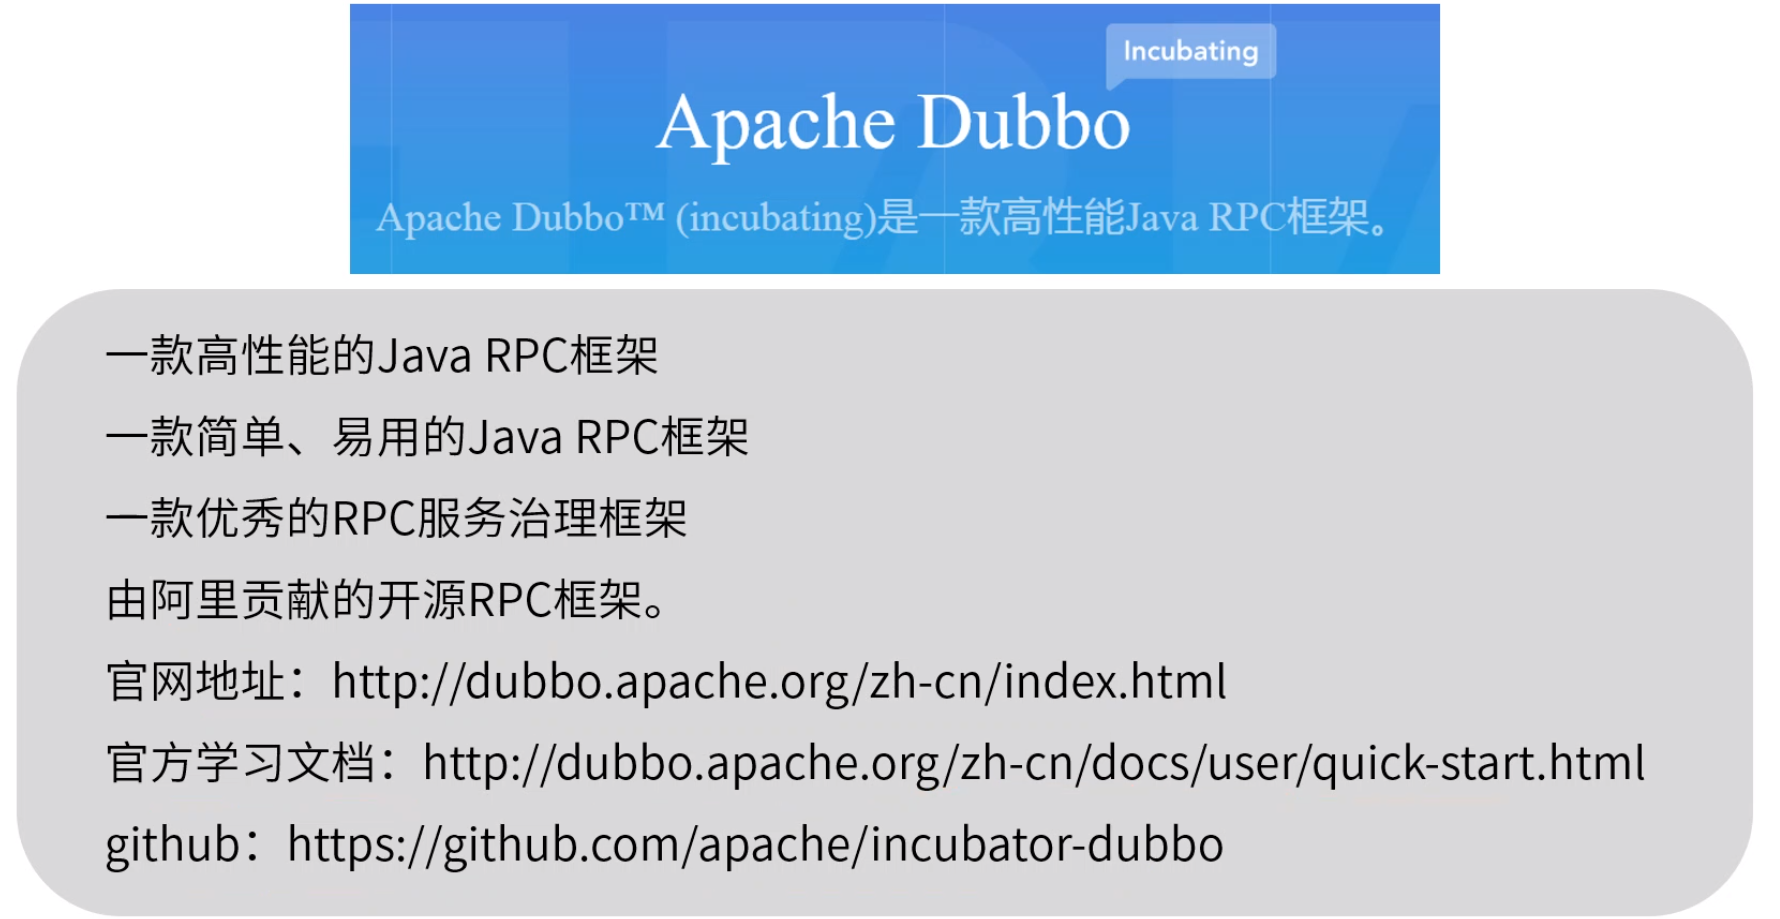 Incubating
Apache Dubbo
Apache Dubbo™ (incubating)是一款高性能Java RPC框架。
一款高性能的Java RPC框架
一款简单、易用的Java RPC框架
一款优秀的RPC服务治理框架
由阿里贡献的开源RPC框架。
官网地址：http://dubbo.apache.org/zh-cn/index.html
官方学习文档：http://dubbo.apache.org/zh-cn/docs/user/quick-start.html
github：https://github.com/apache/incubator-dubbo